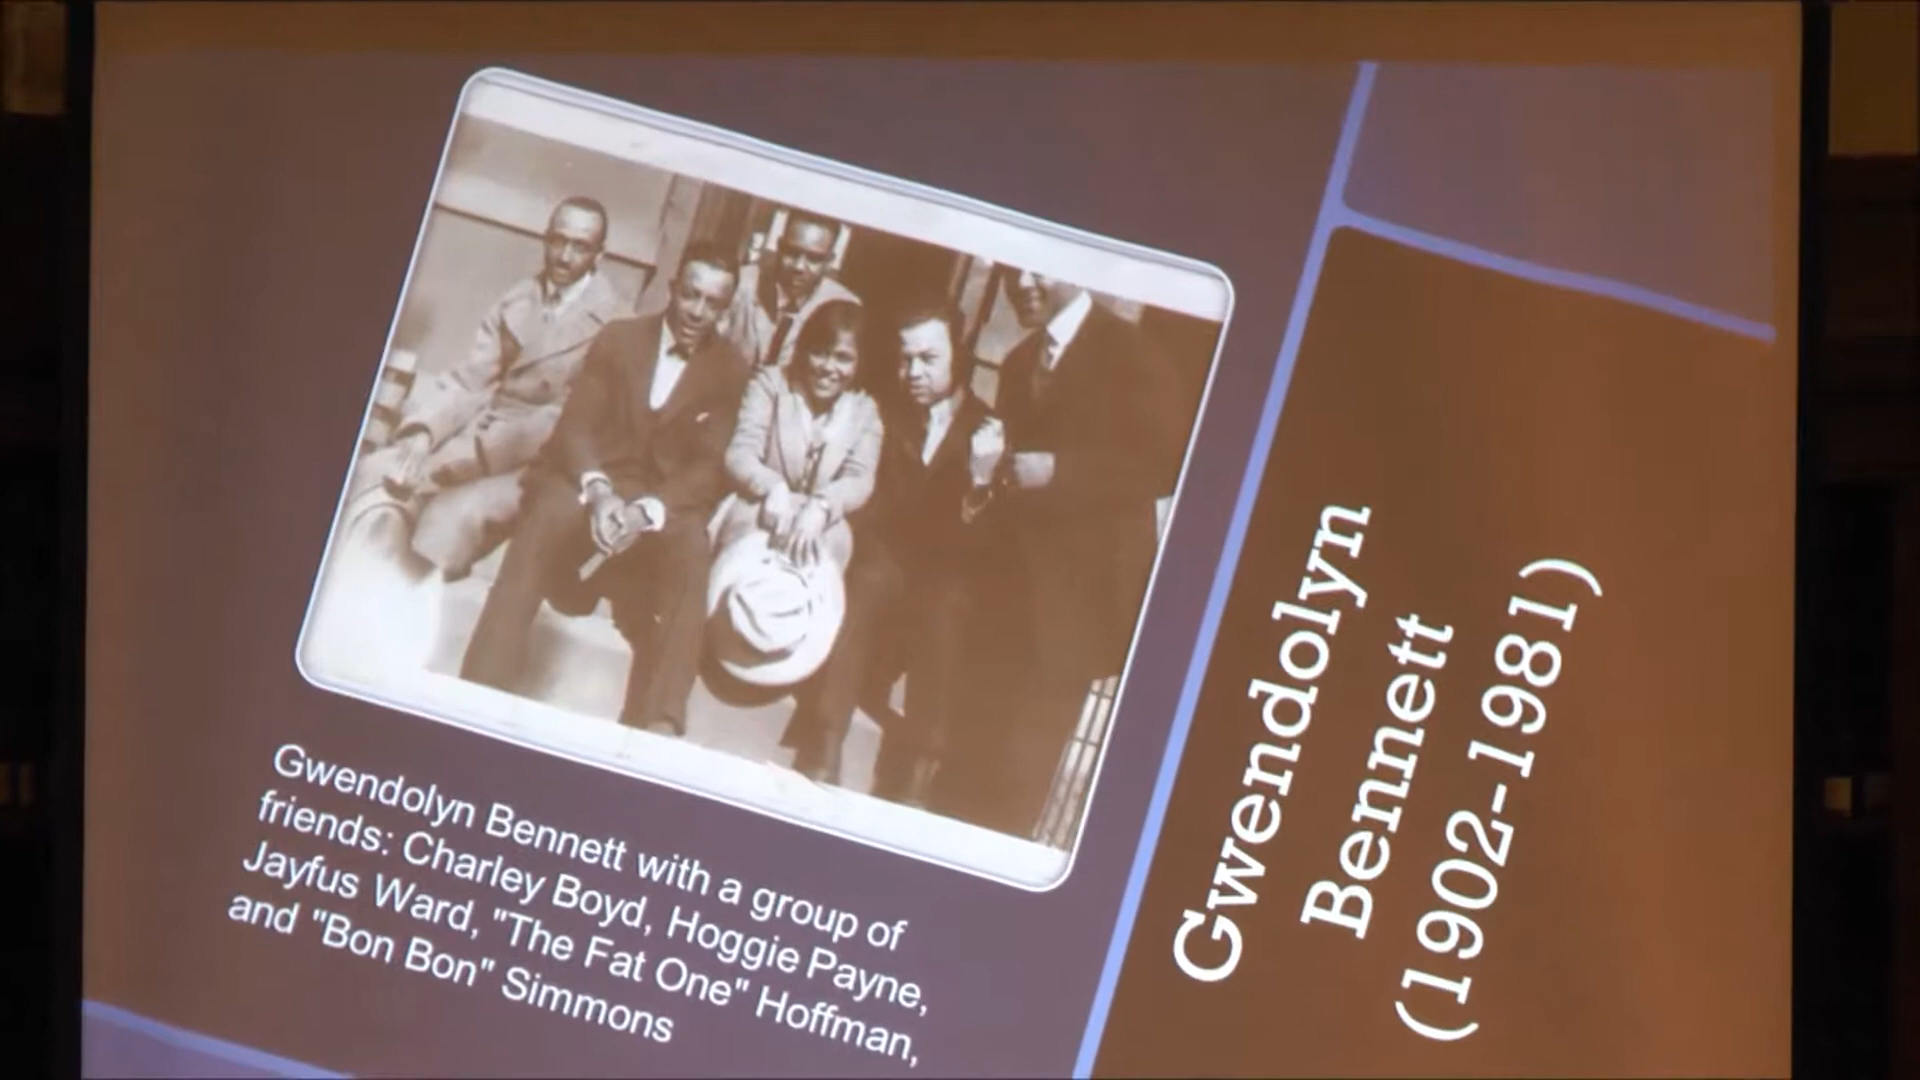 Gwendolyn Bennett with a group of
friends: Charley Boyd, Hoggie Payne,
Jayfus Ward, "The Fat One" Hoffman,
and "Bon Bon" Simmons
Gwendolyn
Bennett
(1902-1981)